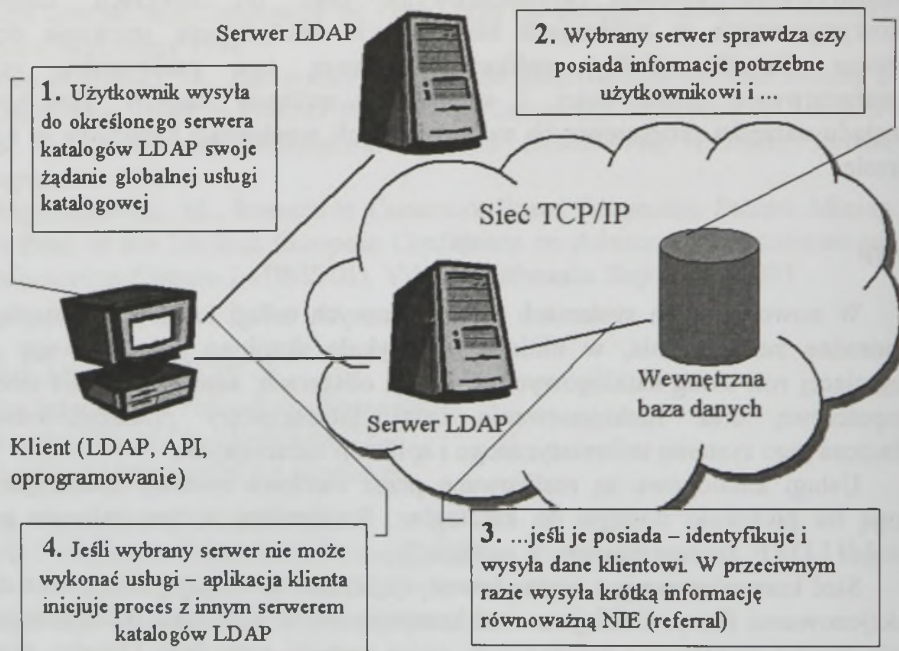 Serwer LDAP
1. Użytkownik wysyła
do określonego serwera
katalogów LDAP swoje
żądanie globalnej usługi
katalogowej
2. Wybrany serwer sprawdza czy
posiada informacje potrzebne
użytkownikowi i ...
Sieć TCP/IP
Serwer LDAP
Wewnętrzna
baza danych
Klient (LDAP, API,
oprogramowanie)
4. Jeśli wybrany serwer nie może
wykonać usługi – aplikacja klienta
inicjuje proces z innym serwerem
katalogów LDAP
3. ...jeśli je posiada – identyfikuje i
wysyła dane klientowi. W przeciwnym
razie wysyła krótką informację
równoważną NIE (referral)